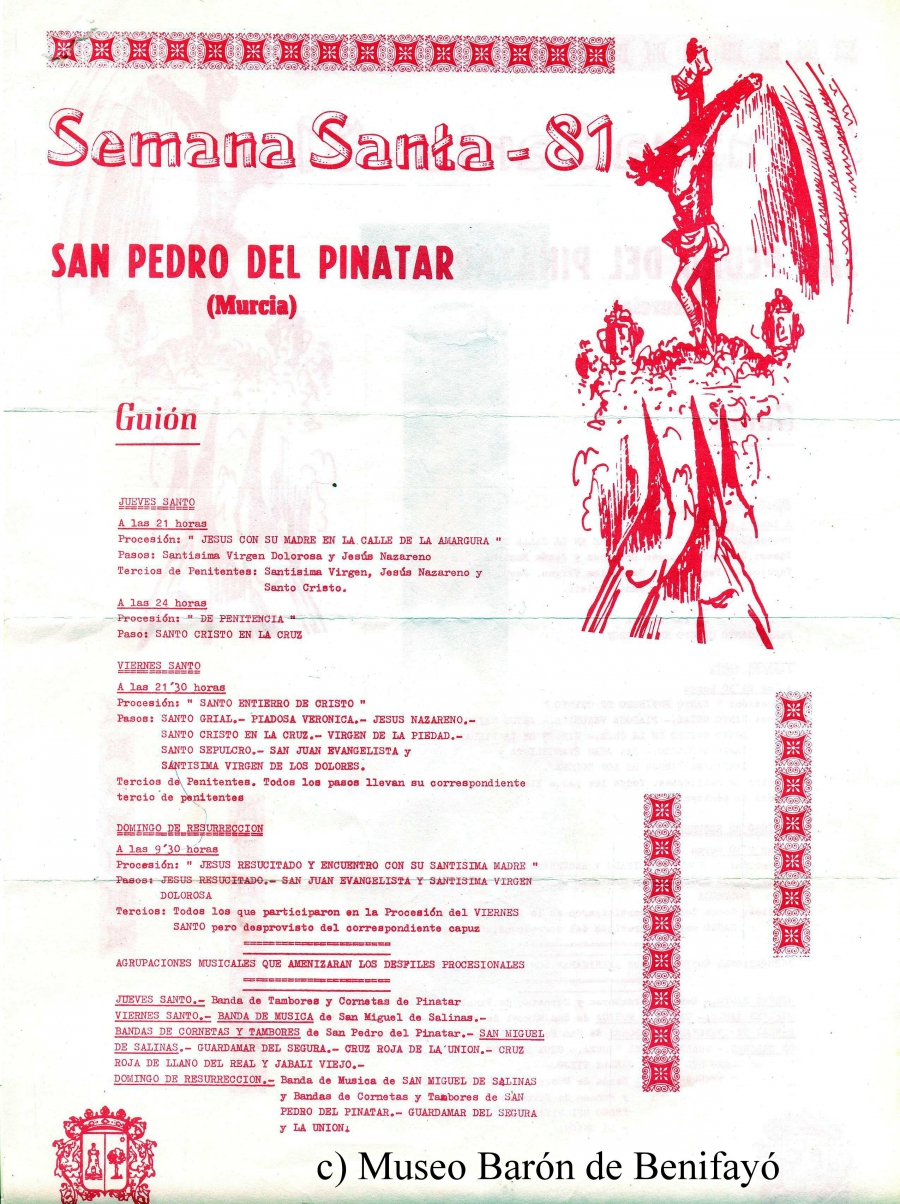 Semana Santa - 81
SAN PEDRO DEL PINATAR
(Murcia)
Guión
JUEVES SANTO
A las 21 horas
Procesión: " JESUS CON SU MADRE EN LA CALLE DE LA AMARGURA "
Pasos: Santisima Virgen Dolorosa y Jesús Nazareno
Tercios de Penitentes: Santisima Virgen, Jesús Nazareno y
Santo Cristo.
A las 24 horas
Procesión: " DE PENITENCIA "
Paso: SANTO CRISTO EN LA CRUZ
VIERNES SANTO
A las 21´30 horas
Procesión: " SANTO ENTIERRO DE CRISTO "
Pasos: SANTO GRIAL.- PIADOSA VERONICA.- JESUS NAZARENO.-
SANTO CRISTO EN LA CRUZ.- VIRGEN DE LA PIEDAD.-
SANTO SEPULCRO.- SAN JUAN EVANGELISTA y
SANTISIMA VIRGEN DE LOS DOLORES.
Tercios de Penitentes. Todos los pasos llevan su correspondiente
tercio de penitentes
DOMINGO DE RESURRECCION
A las 9´30 horas
Procesión: " JESUS RESUCITADO Y ENCUENTRO CON SU SANTISIMA MADRE "
Pasos: JESUS RESUCITADO.- SAN JUAN EVANGELISTA Y SANTISIMA VIRGEN
DOLOROSA
Tercios: Todos los que participaron en la Procesión del VIERNES
SANTO pero desprovisto del correspondiente capuz
AGRUPACIONES MUSICALES QUE AMENIZARAN LOS DESFILES PROCESIONALES
JUEVES SANTO.- Banda de Tambores y Cornetas de Pinatar
VIERNES SANTO.- BANDA DE MUSICA de San Miguel de Salinas.-
BANDAS DE CORNETAS Y TAMBORES de San Pedro del Pinatar.- SAN MIGUEL
DE SALINAS.- GUARDAMAR DEL SEGURA.- CRUZ ROJA DE LA UNION.- CRUZ
ROJA DE LLANO DEL REAL Y JABALI VIEJO.-
DOMINGO DE RESURRECCION.- Banda de Musica de SAN MIGUEL DE SALINAS
y Bandas de Cornetas y Tambores de SAN
PEDRO DEL PINATAR.- GUARDAMAR DEL SEGURA
y LA UNION.
c) Museo Barón de Benifayó